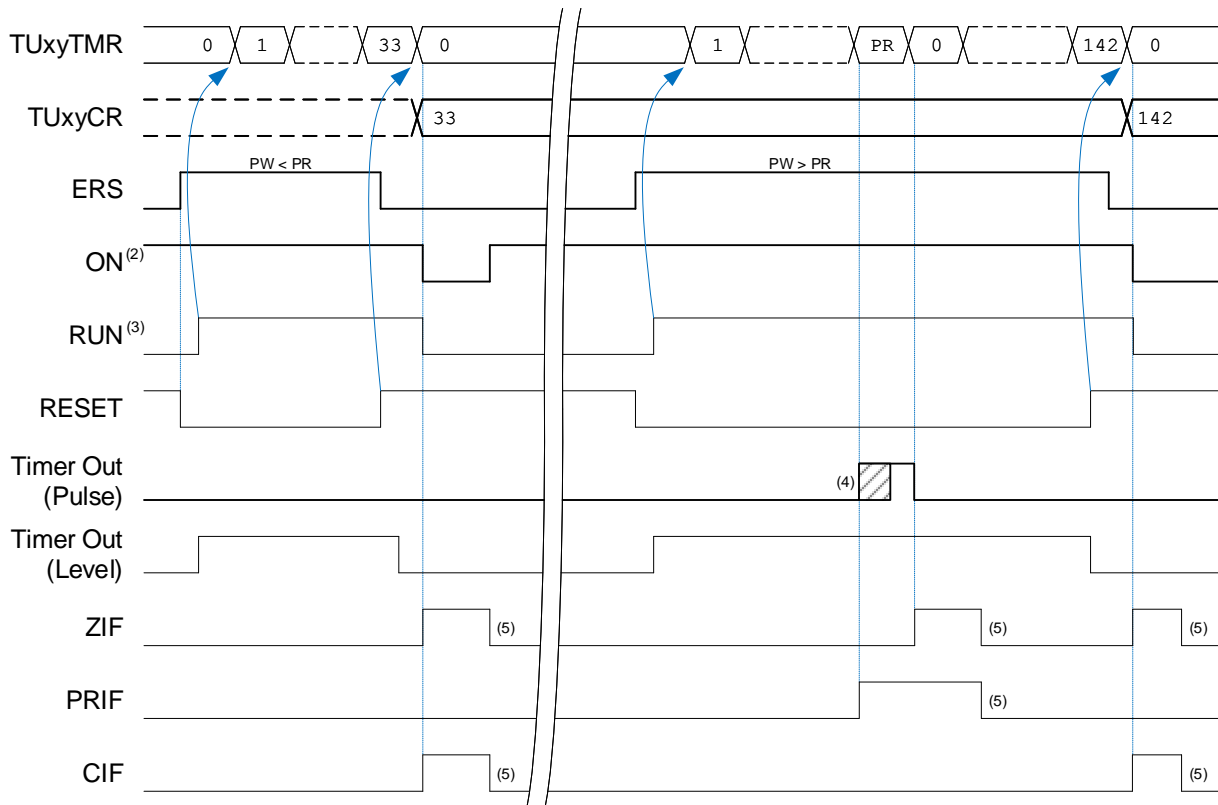 TUxyTMR 0 1 33 0 1 PR 0 142 0
TUxyCR 33 142
PW < PR PW > PR
ERS
ON(2)
RUN(3)
RESET
Timer Out
(Pulse) (4)
Timer Out
(Level)
ZIF (5) (5) (5)
PRIF (5)
CIF (5) (5)